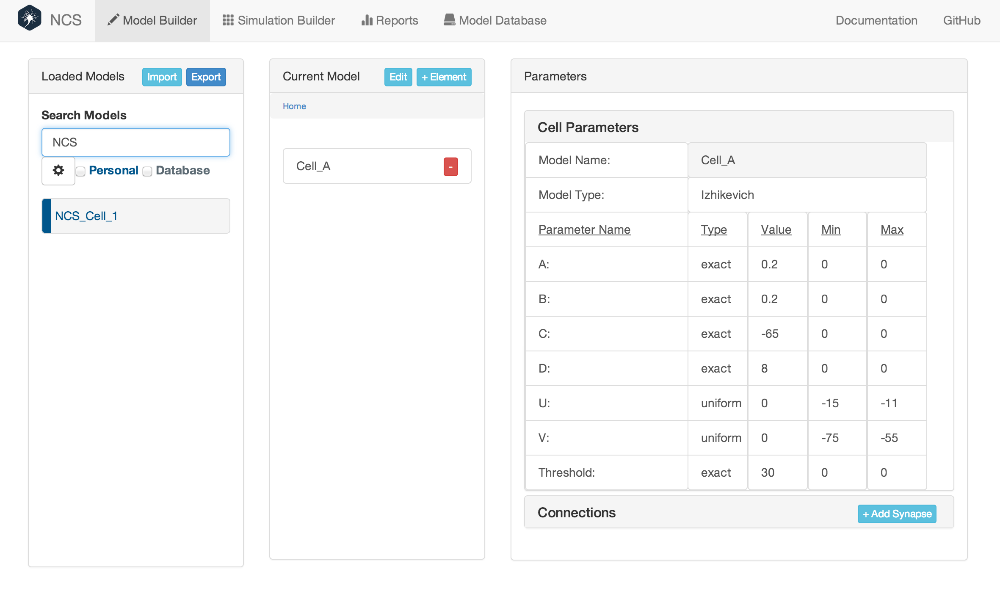 NCS Model Builder Simulation Builder Reports Model Database Documentation GitHub
Loaded Models Import Export
Search Models
NCS
Personal Database
NCS_Cell_1
Current Model Edit + Element
Home
Cell_A -
Parameters
Cell Parameters
Model Name: Cell_A
Model Type: Izhikevich
Parameter Name Type Value Min Max
A: exact 0.2 0 0
B: exact 0.2 0 0
C: exact -65 0 0
D: exact 8 0 0
U: uniform 0 -15 -11
V: uniform 0 -75 -55
Threshold: exact 30 0 0
Connections + Add Synapse